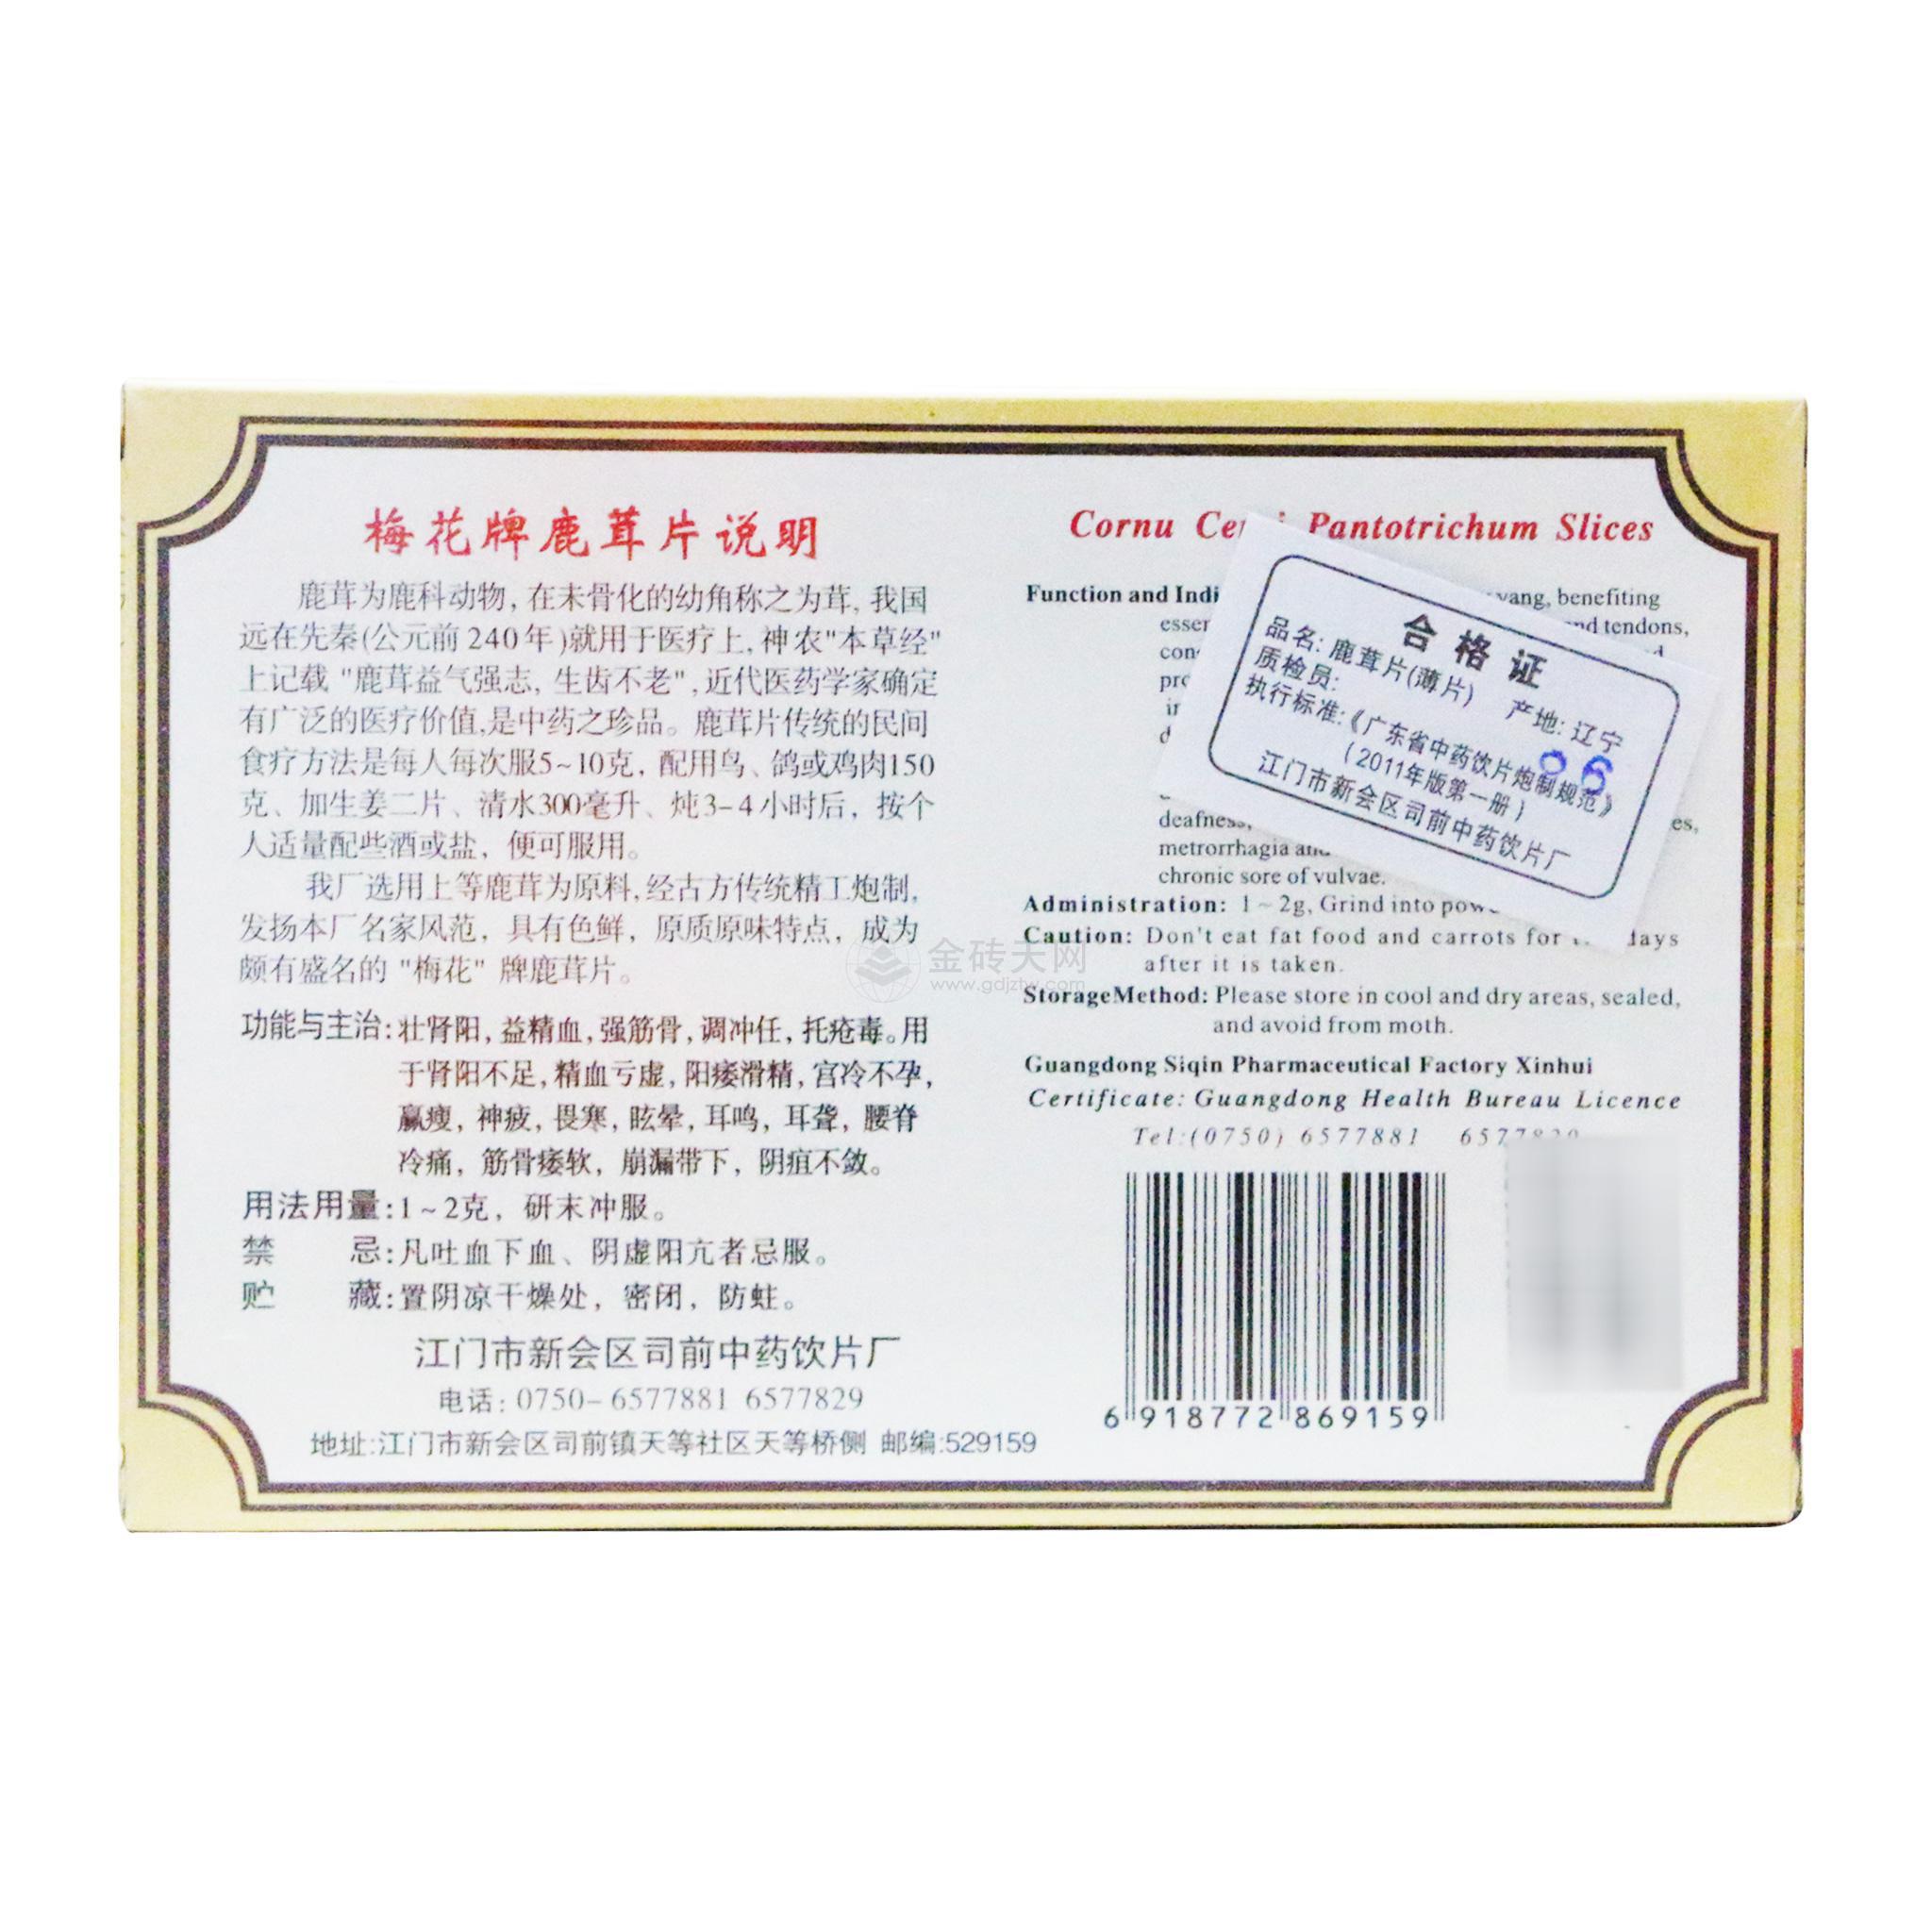 梅花牌鹿茸片说明
鹿茸为鹿科动物,在未骨化的幼角称之为茸,我国
远在先秦(公元前240年)就用于医疗上,神农"本草经"
上记载 "鹿茸益气强志, 生齿不老",近代医药学家确定
有广泛的医疗价值,是中药之珍品。鹿茸片传统的民间
食疗方法是每人每次服5~10克, 配用鸟、鸽或鸡肉150
克、加生姜二片、清水300毫升、炖3-4小时后, 按个
人适量配些酒或盐, 便可服用。
我厂选用上等鹿茸为原料,经古方传统精工炮制,
发扬本厂名家风范, 具有色鲜, 原质原味特点, 成为
颇有盛名的 "梅花" 牌鹿茸片。
功能与主治:壮肾阳,益精血,强筋骨,调冲任,托疮毒。用
于肾阳不足,精血亏虚,阳痿滑精,宫冷不孕,
羸瘦, 神疲, 畏寒, 眩晕, 耳鸣, 耳聋, 腰脊
冷痛, 筋骨痿软, 崩漏带下, 阴疽不敛。
用法用量:1~2克, 研末冲服。
禁 忌:凡吐血下血、阴虚阳亢者忌服。
贮 藏:置阴凉干燥处, 密闭, 防蛀。
江门市新会区司前中药饮片厂
电话: 0750-6577881 6577829
地址:江门市新会区司前镇天等社区天等桥侧 邮编:529159
Cornu Pantotrichum Slices
Function and
yang, benefiting
tendons,
deafness,
metrorrhagia
chronic sore of vulvae.
Administration: 1~2g, Grind into
Caution: Don't eat fat food and carrots for
after it is taken.
StorageMethod: Please store in cool and dry areas, sealed,
and avoid from moth.
Guangdong Siqin Pharmaceutical Factory Xinhui
Certificate: Guangdong Health Bureau Licence
Tel:(0750) 6577881
6 918772 869159
合格证
品名: 鹿茸片(薄片) 产地: 辽宁
质检员: 06
执行标准:《广东省中药饮片炮制规范》
(2011年版第一册)
江门市新会区司前中药饮片厂
金砖天网
www.gdjztw.com